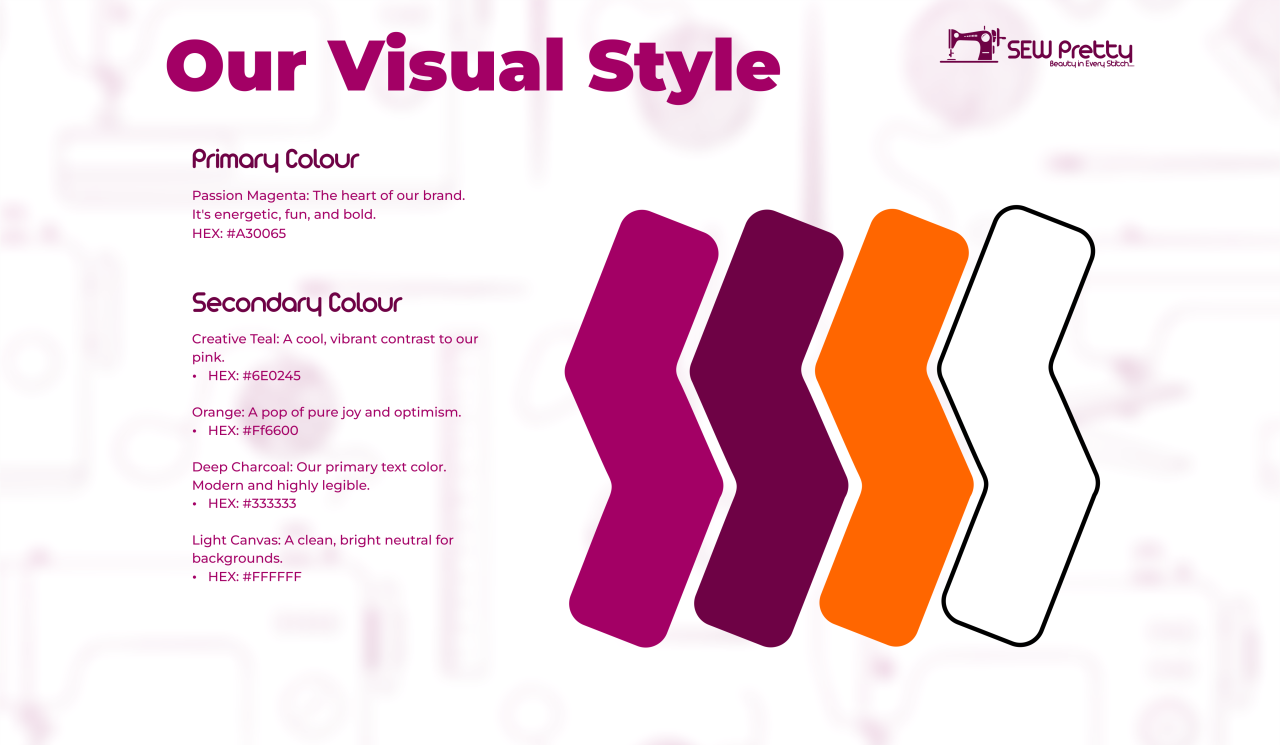 Our Visual Style
SEW Pretty
Beauty in Every Stitch...
Primary Colour
Passion Magenta: The heart of our brand.
It's energetic, fun, and bold.
HEX: #A30065
Secondary Colour
Creative Teal: A cool, vibrant contrast to our
pink.
• HEX: #6E0245
Orange: A pop of pure joy and optimism.
• HEX: #Ff6600
Deep Charcoal: Our primary text color.
Modern and highly legible.
• HEX: #333333
Light Canvas: A clean, bright neutral for
backgrounds.
• HEX: #FFFFFF